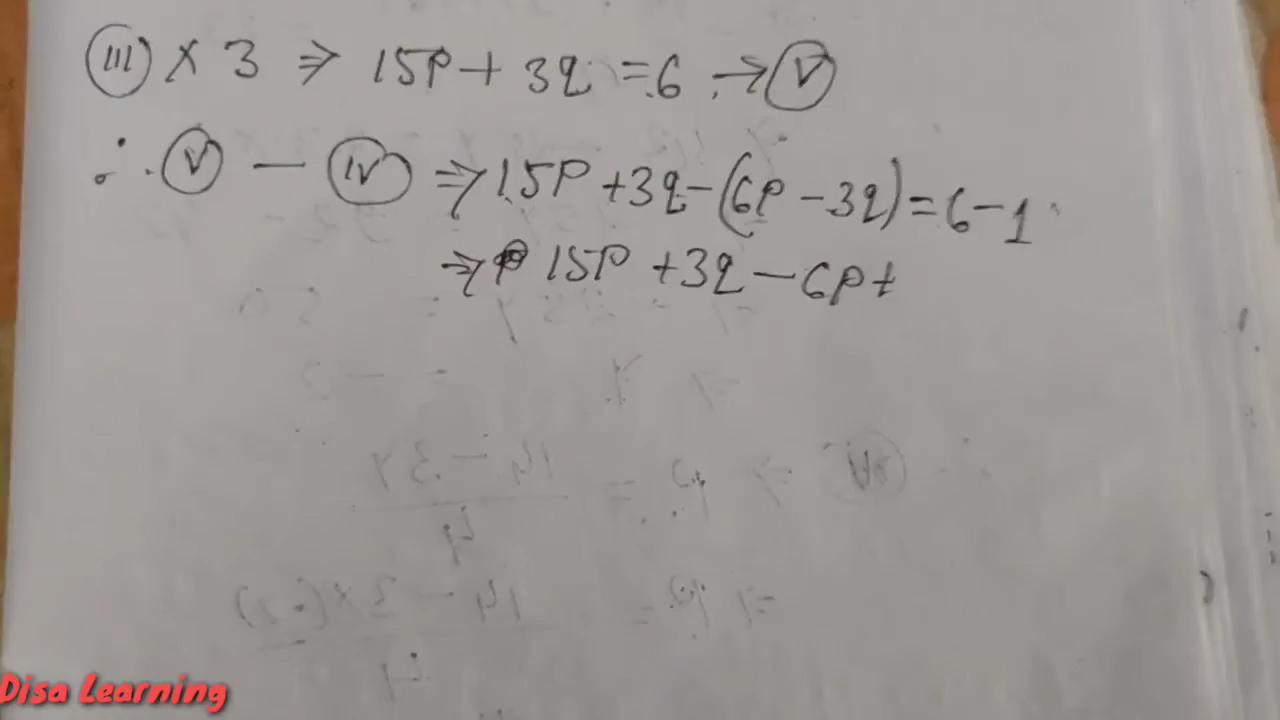 (III) × 3 ⇒ 15P + 3q = 6 → (V)
∴ (V) — (IV) ⇒ 15P + 3q - (6P - 3q) = 6 - 1
⇒ 15P + 3q - 6P +
Disa Learning